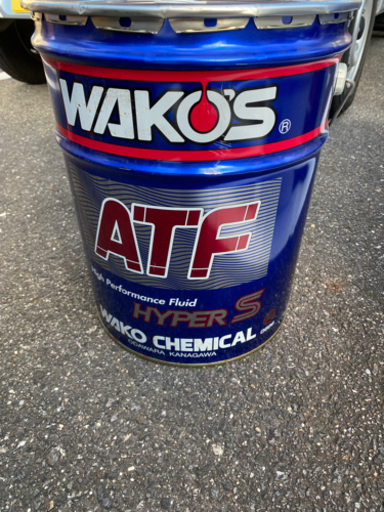 WAKO'S ®
ATF
High Performance Fluid
HYPER S
WAKO CHEMICAL
ODAWARA KANAGAWA